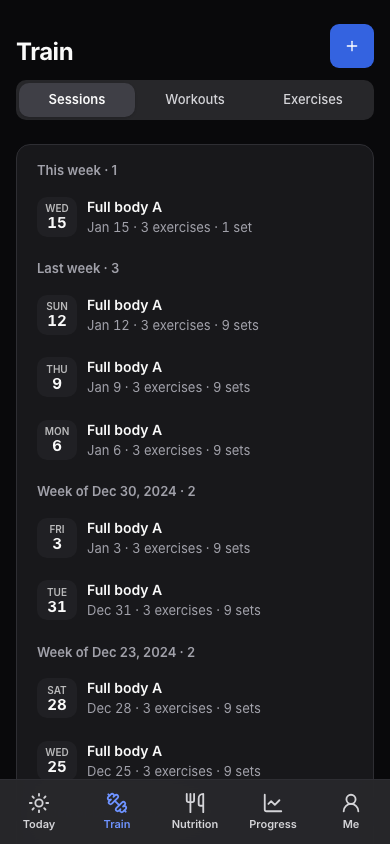 Train
+
Sessions
Workouts
Exercises
This week · 1
WED
15
Full body A
Jan 15 · 3 exercises · 1 set
Last week · 3
SUN
12
Full body A
Jan 12 · 3 exercises · 9 sets
THU
9
Full body A
Jan 9 · 3 exercises · 9 sets
MON
6
Full body A
Jan 6 · 3 exercises · 9 sets
Week of Dec 30, 2024 · 2
FRI
3
Full body A
Jan 3 · 3 exercises · 9 sets
TUE
31
Full body A
Dec 31 · 3 exercises · 9 sets
Week of Dec 23, 2024 · 2
SAT
28
Full body A
Dec 28 · 3 exercises · 9 sets
WED
25
Full body A
Dec 25 · 3 exercises · 9 sets
Today
Train
Nutrition
Progress
Me